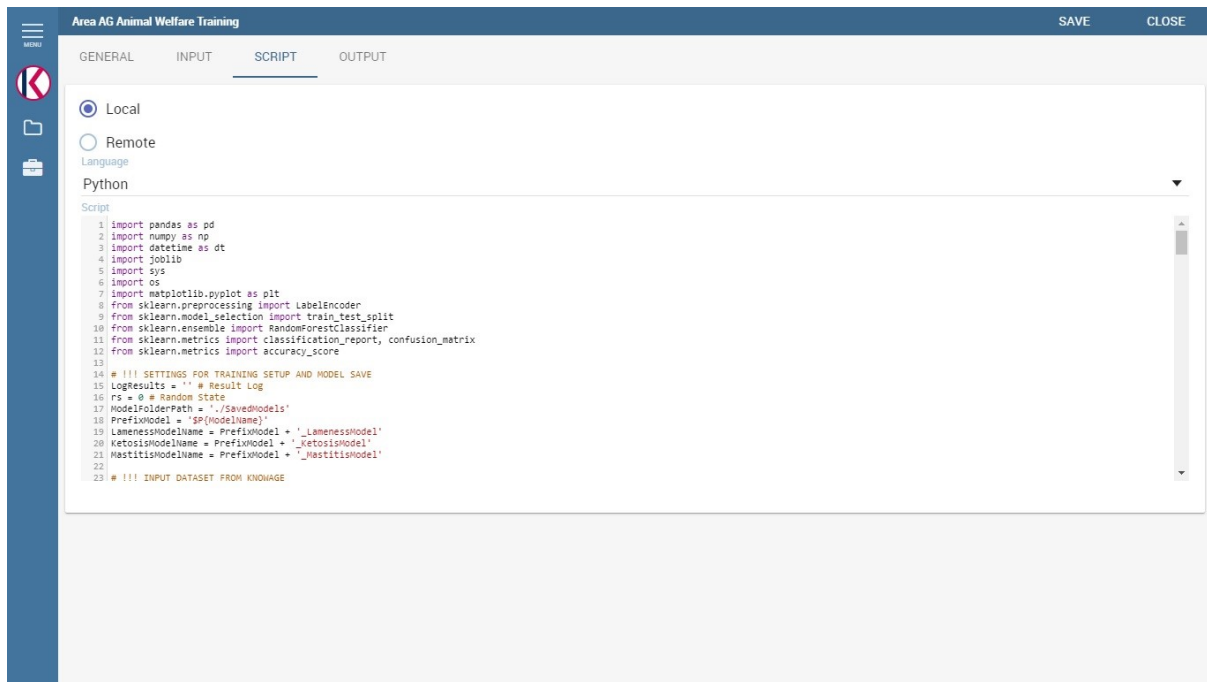 Area AG Animal Welfare Training SAVE CLOSE
MENU
GENERAL INPUT SCRIPT OUTPUT
Local
Remote
Language
Python
Script
1 import pandas as pd
2 import numpy as np
3 import datetime as dt
4 import joblib
5 import sys
6 import os
7 import matplotlib.pyplot as plt
8 from sklearn.preprocessing import LabelEncoder
9 from sklearn.model_selection import train_test_split
10 from sklearn.ensemble import RandomForestClassifier
11 from sklearn.metrics import classification_report, confusion_matrix
12 from sklearn.metrics import accuracy_score
13
14 # !!! SETTINGS FOR TRAINING SETUP AND MODEL SAVE
15 LogResults = '' # Result Log
16 rs = 0 # Random State
17 ModelFolderPath = './SavedModels'
18 PrefixModel = '$P{ModelName}'
19 LamenessModelName = PrefixModel + '_LamenessModel'
20 KetosisModelName = PrefixModel + '_KetosisModel'
21 MastitisModelName = PrefixModel + '_MastitisModel'
22
23 # !!! INPUT DATASET FROM KNOWAGE